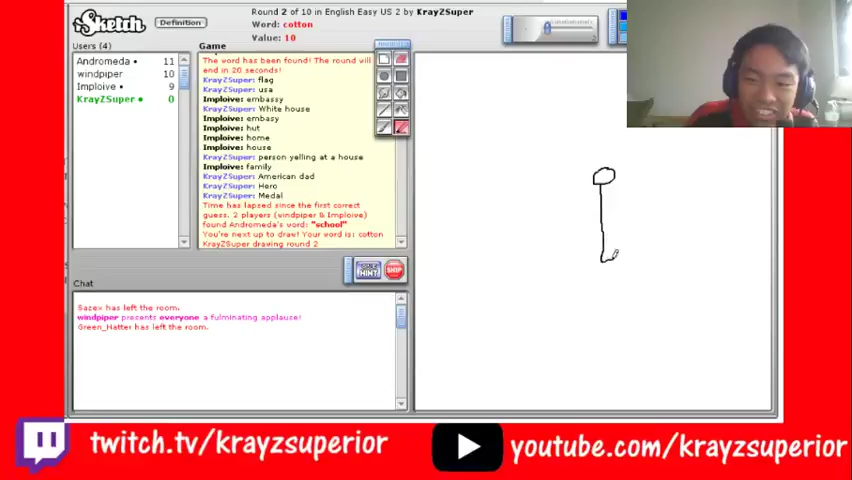 iSketch
Definition
Round 2 of 10 in English Easy US 2 by KrayZSuper
Word: cotton
Value: 10
Users (4)
Andromeda • 11
windpiper 10
Imploive • 9
KrayZSuper • 0
Game
The word has been found! The round will
end in 20 seconds!
KrayZSuper: flag
KrayZSuper: usa
Imploive: embassy
KrayZSuper: White house
Imploive: embasy
Imploive: hut
Imploive: home
Imploive: house
KrayZSuper: person yelling at a house
Imploive: family
KrayZSuper: American dad
KrayZSuper: Hero
KrayZSuper: Medal
Time has lapsed since the first correct
guess. 2 players (windpiper & Imploive)
found Andromeda's word: "school"
You're next up to draw! Your word is: cotton
KrayZSuper drawing round 2
HINT
SKIP
Chat
Sazex has left the room.
windpiper presents everyone a fulminating applause!
Green_Hatter has left the room.
twitch.tv/krayzsuperior
youtube.com/krayzsuperior